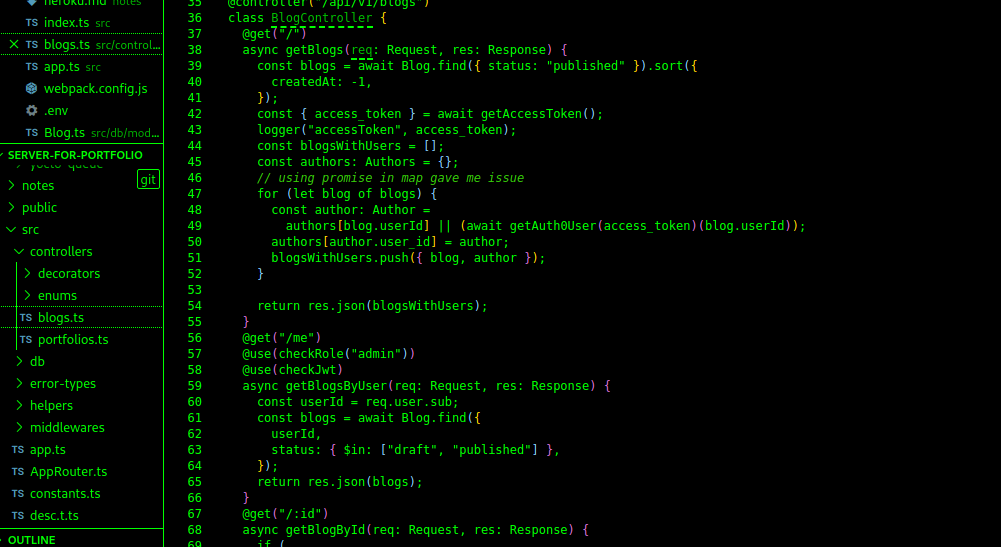 heroku.md notes
index.ts src
blogs.ts src/control...
app.ts src
webpack.config.js
.env
Blog.ts src/db/mod...
SERVER-FOR-PORTFOLIO
yocto-queue
git
notes
public
src
controllers
decorators
enums
blogs.ts
portfolios.ts
db
error-types
helpers
middlewares
TS app.ts
TS AppRouter.ts
TS constants.ts
TS desc.t.ts
OUTLINE
35 @controller("/api/v1/blogs")
36 class BlogController {
37 @get("/")
38 async getBlogs(req: Request, res: Response) {
39 const blogs = await Blog.find({ status: "published" }).sort({
40 createdAt: -1,
41 });
42 const { access_token } = await getAccessToken();
43 logger("accessToken", access_token);
44 const blogsWithUsers = [];
45 const authors: Authors = {};
46 // using promise in map gave me issue
47 for (let blog of blogs) {
48 const author: Author =
49 authors[blog.userId] || (await getAuth0User(access_token)(blog.userId));
50 authors[author.user_id] = author;
51 blogsWithUsers.push({ blog, author });
52 }
53
54 return res.json(blogsWithUsers);
55 }
56 @get("/me")
57 @use(checkRole("admin"))
58 @use(checkJwt)
59 async getBlogsByUser(req: Request, res: Response) {
60 const userId = req.user.sub;
61 const blogs = await Blog.find({
62 userId,
63 status: { $in: ["draft", "published"] },
64 });
65 return res.json(blogs);
66 }
67 @get("/:id")
68 async getBlogById(req: Request, res: Response) {
69 if (